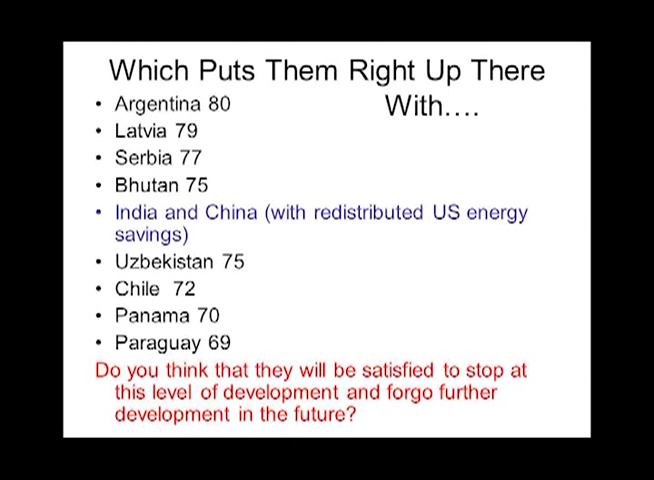 Which Puts Them Right Up There
With....
• Argentina 80
• Latvia 79
• Serbia 77
• Bhutan 75
• India and China (with redistributed US energy
savings)
• Uzbekistan 75
• Chile 72
• Panama 70
• Paraguay 69
Do you think that they will be satisfied to stop at
this level of development and forgo further
development in the future?